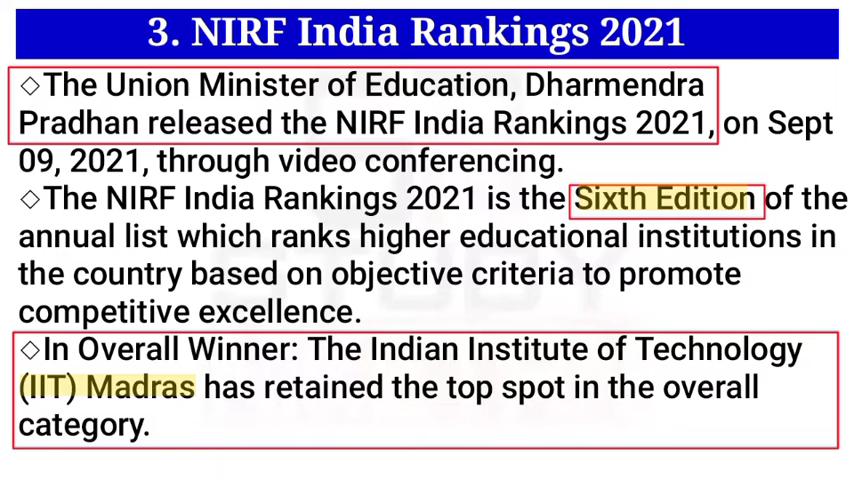 3. NIRF India Rankings 2021
◇The Union Minister of Education, Dharmendra
Pradhan released the NIRF India Rankings 2021, on Sept
09, 2021, through video conferencing.
◇The NIRF India Rankings 2021 is the Sixth Edition of the
annual list which ranks higher educational institutions in
the country based on objective criteria to promote
competitive excellence.
◇In Overall Winner: The Indian Institute of Technology
(IIT) Madras has retained the top spot in the overall
category.